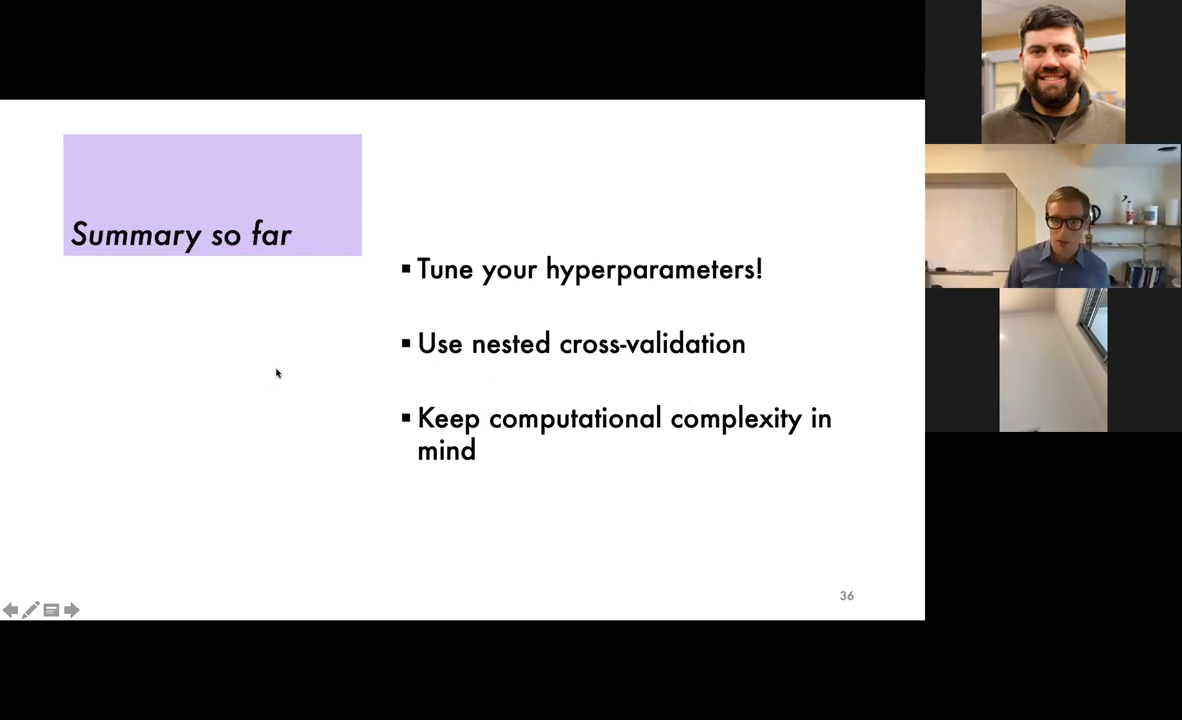 Summary so far
▪ Tune your hyperparameters!
▪ Use nested cross-validation
▪ Keep computational complexity in
mind
36